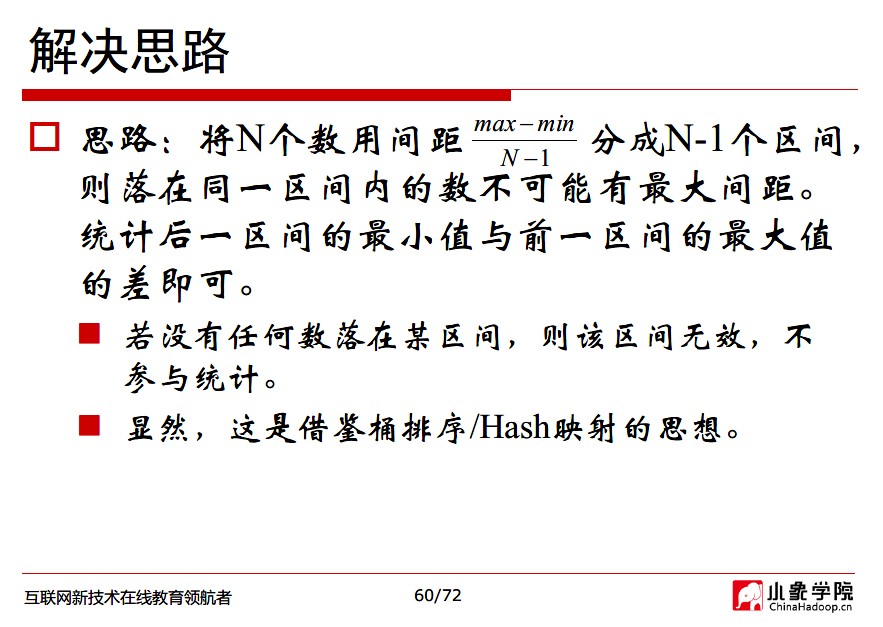 解决思路
思路：将N个数用间距 max－min / N－1 分成N-1个区间，
则落在同一区间内的数不可能有最大间距。
统计后一区间的最小值与前一区间的最大值
的差即可。
若没有任何数落在某区间，则该区间无效，不
参与统计。
显然，这是借鉴桶排序/Hash映射的思想。
互联网新技术在线教育领航者
60/72
小象学院
ChinaHadoop.cn